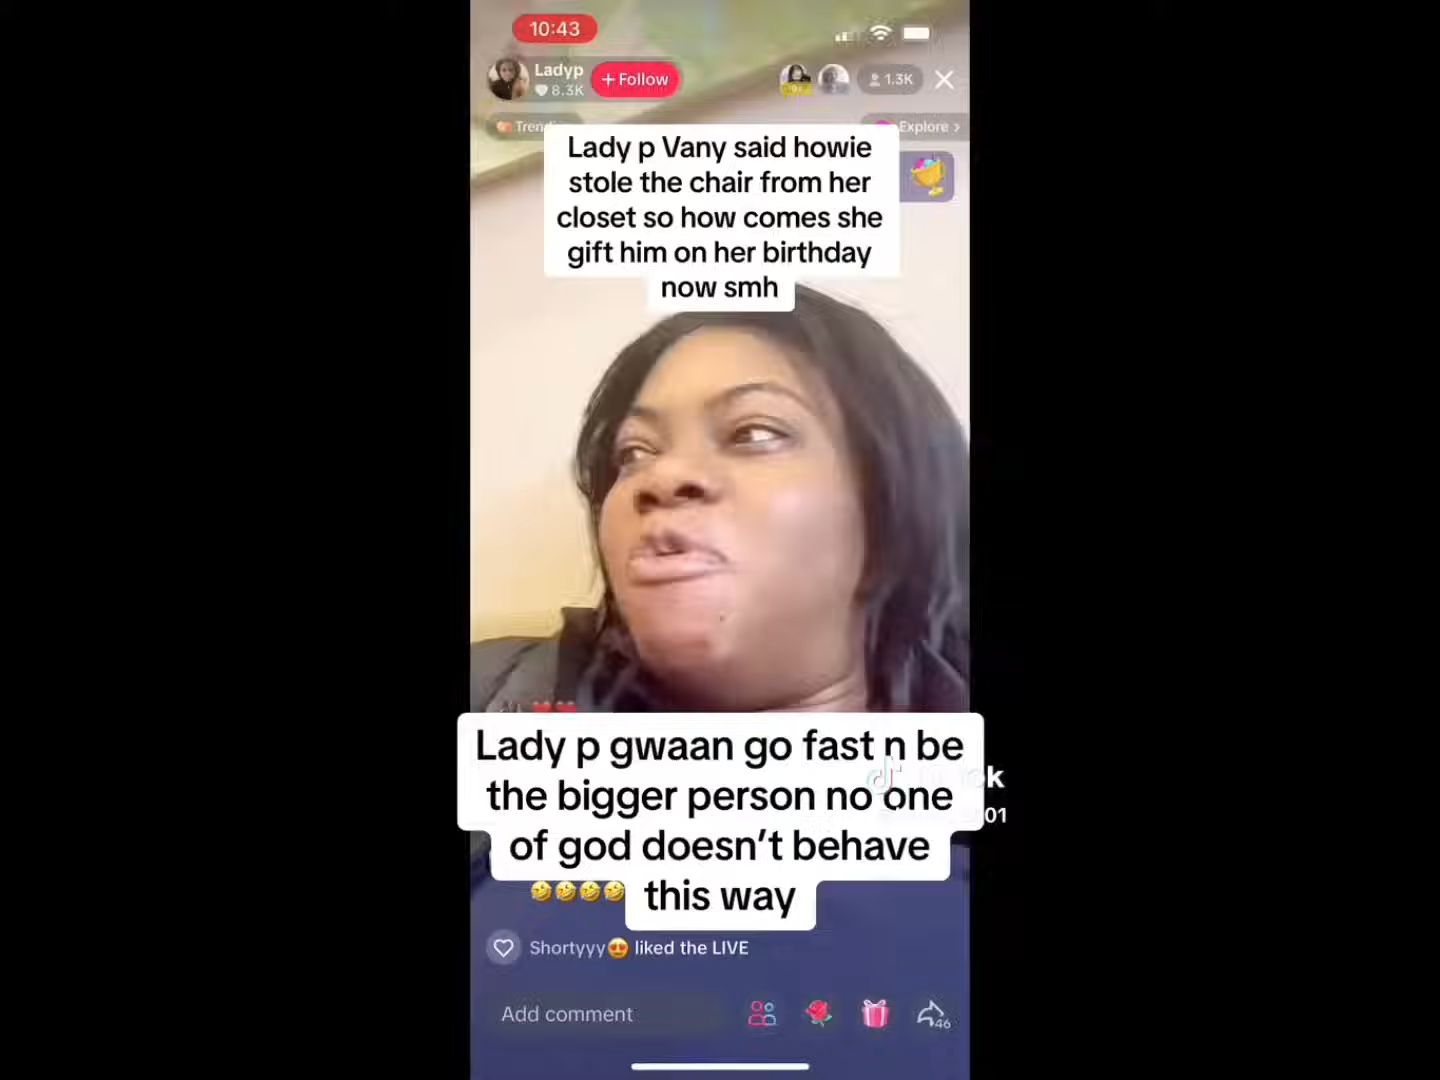 10:43
Ladyp
8.3K
+ Follow
1.3K
Explore >
Lady p Vany said howie
stole the chair from her
closet so how comes she
gift him on her birthday
now smh
Lady p gwaan go fast n be
the bigger person no one
of god doesn't behave
this way
🤣🤣🤣🤣
Shortyyy😍 liked the LIVE
Add comment
46